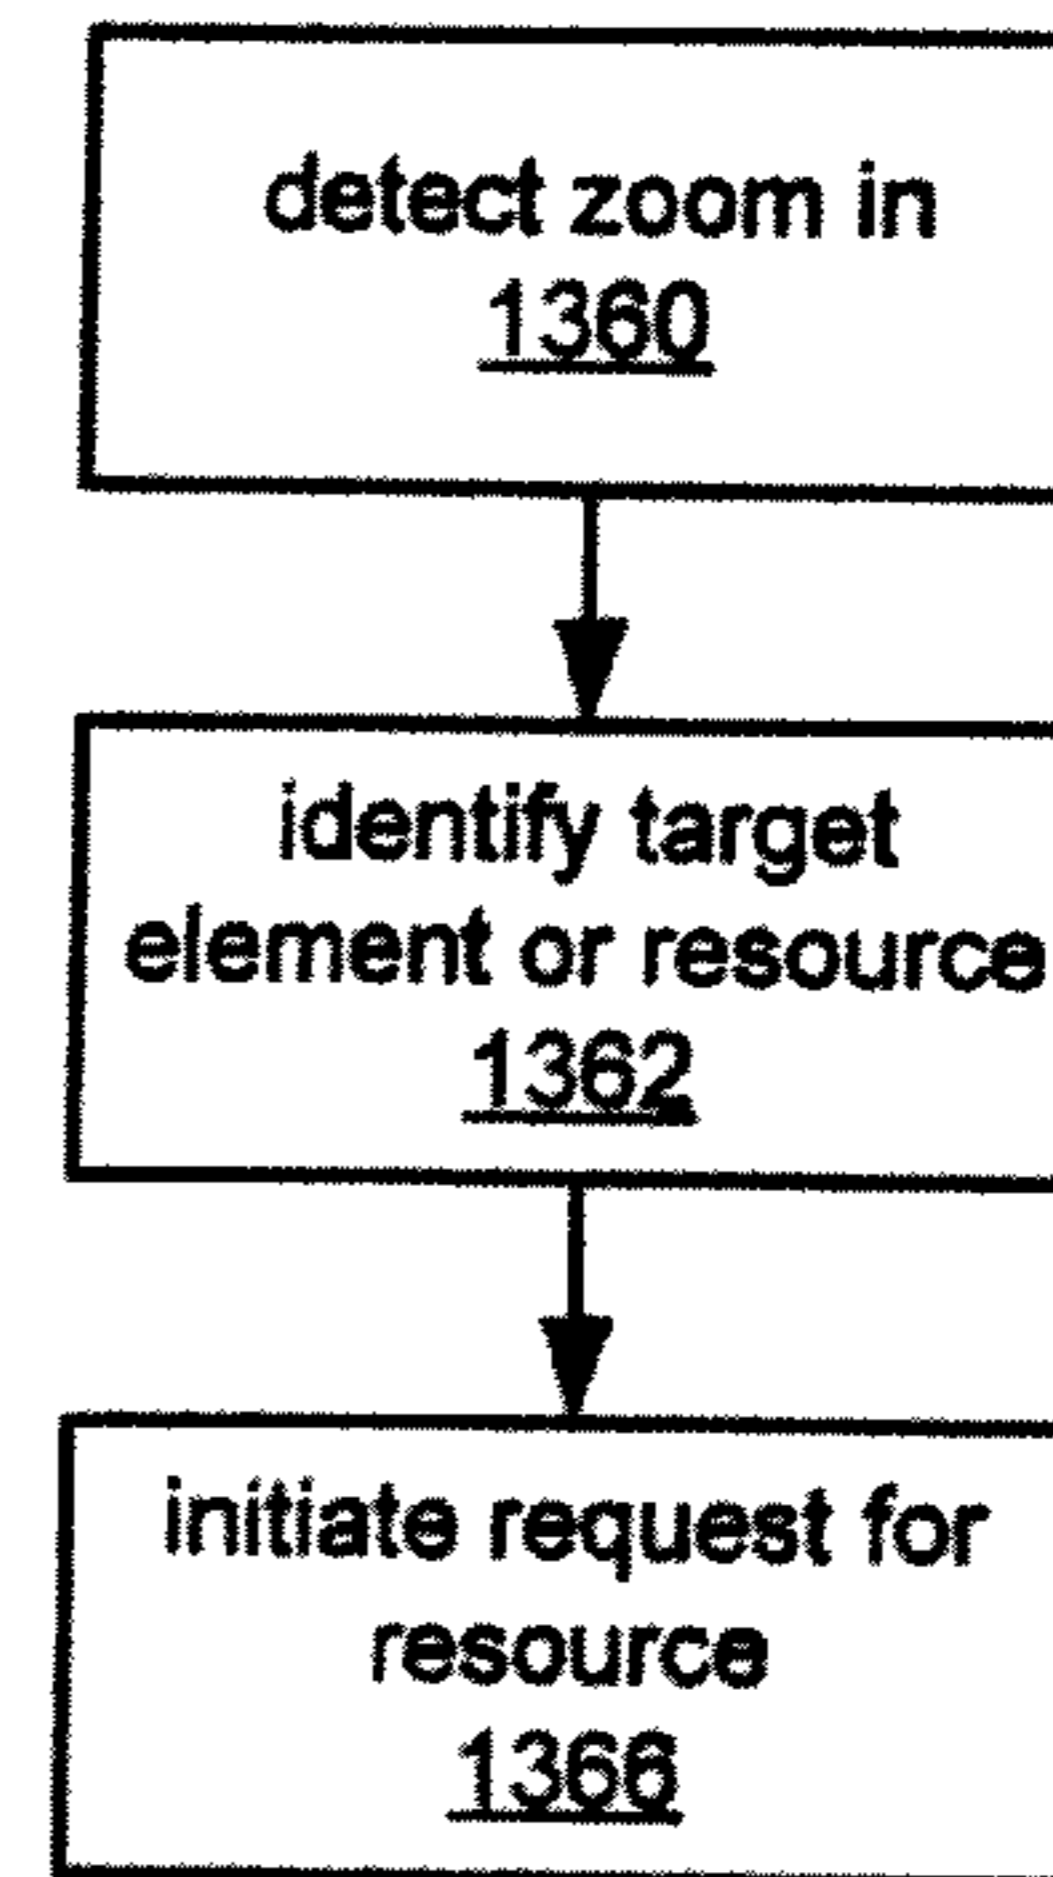 detect zoom in
1360
identify target
element or resource
1362
initiate request for
resource
1366